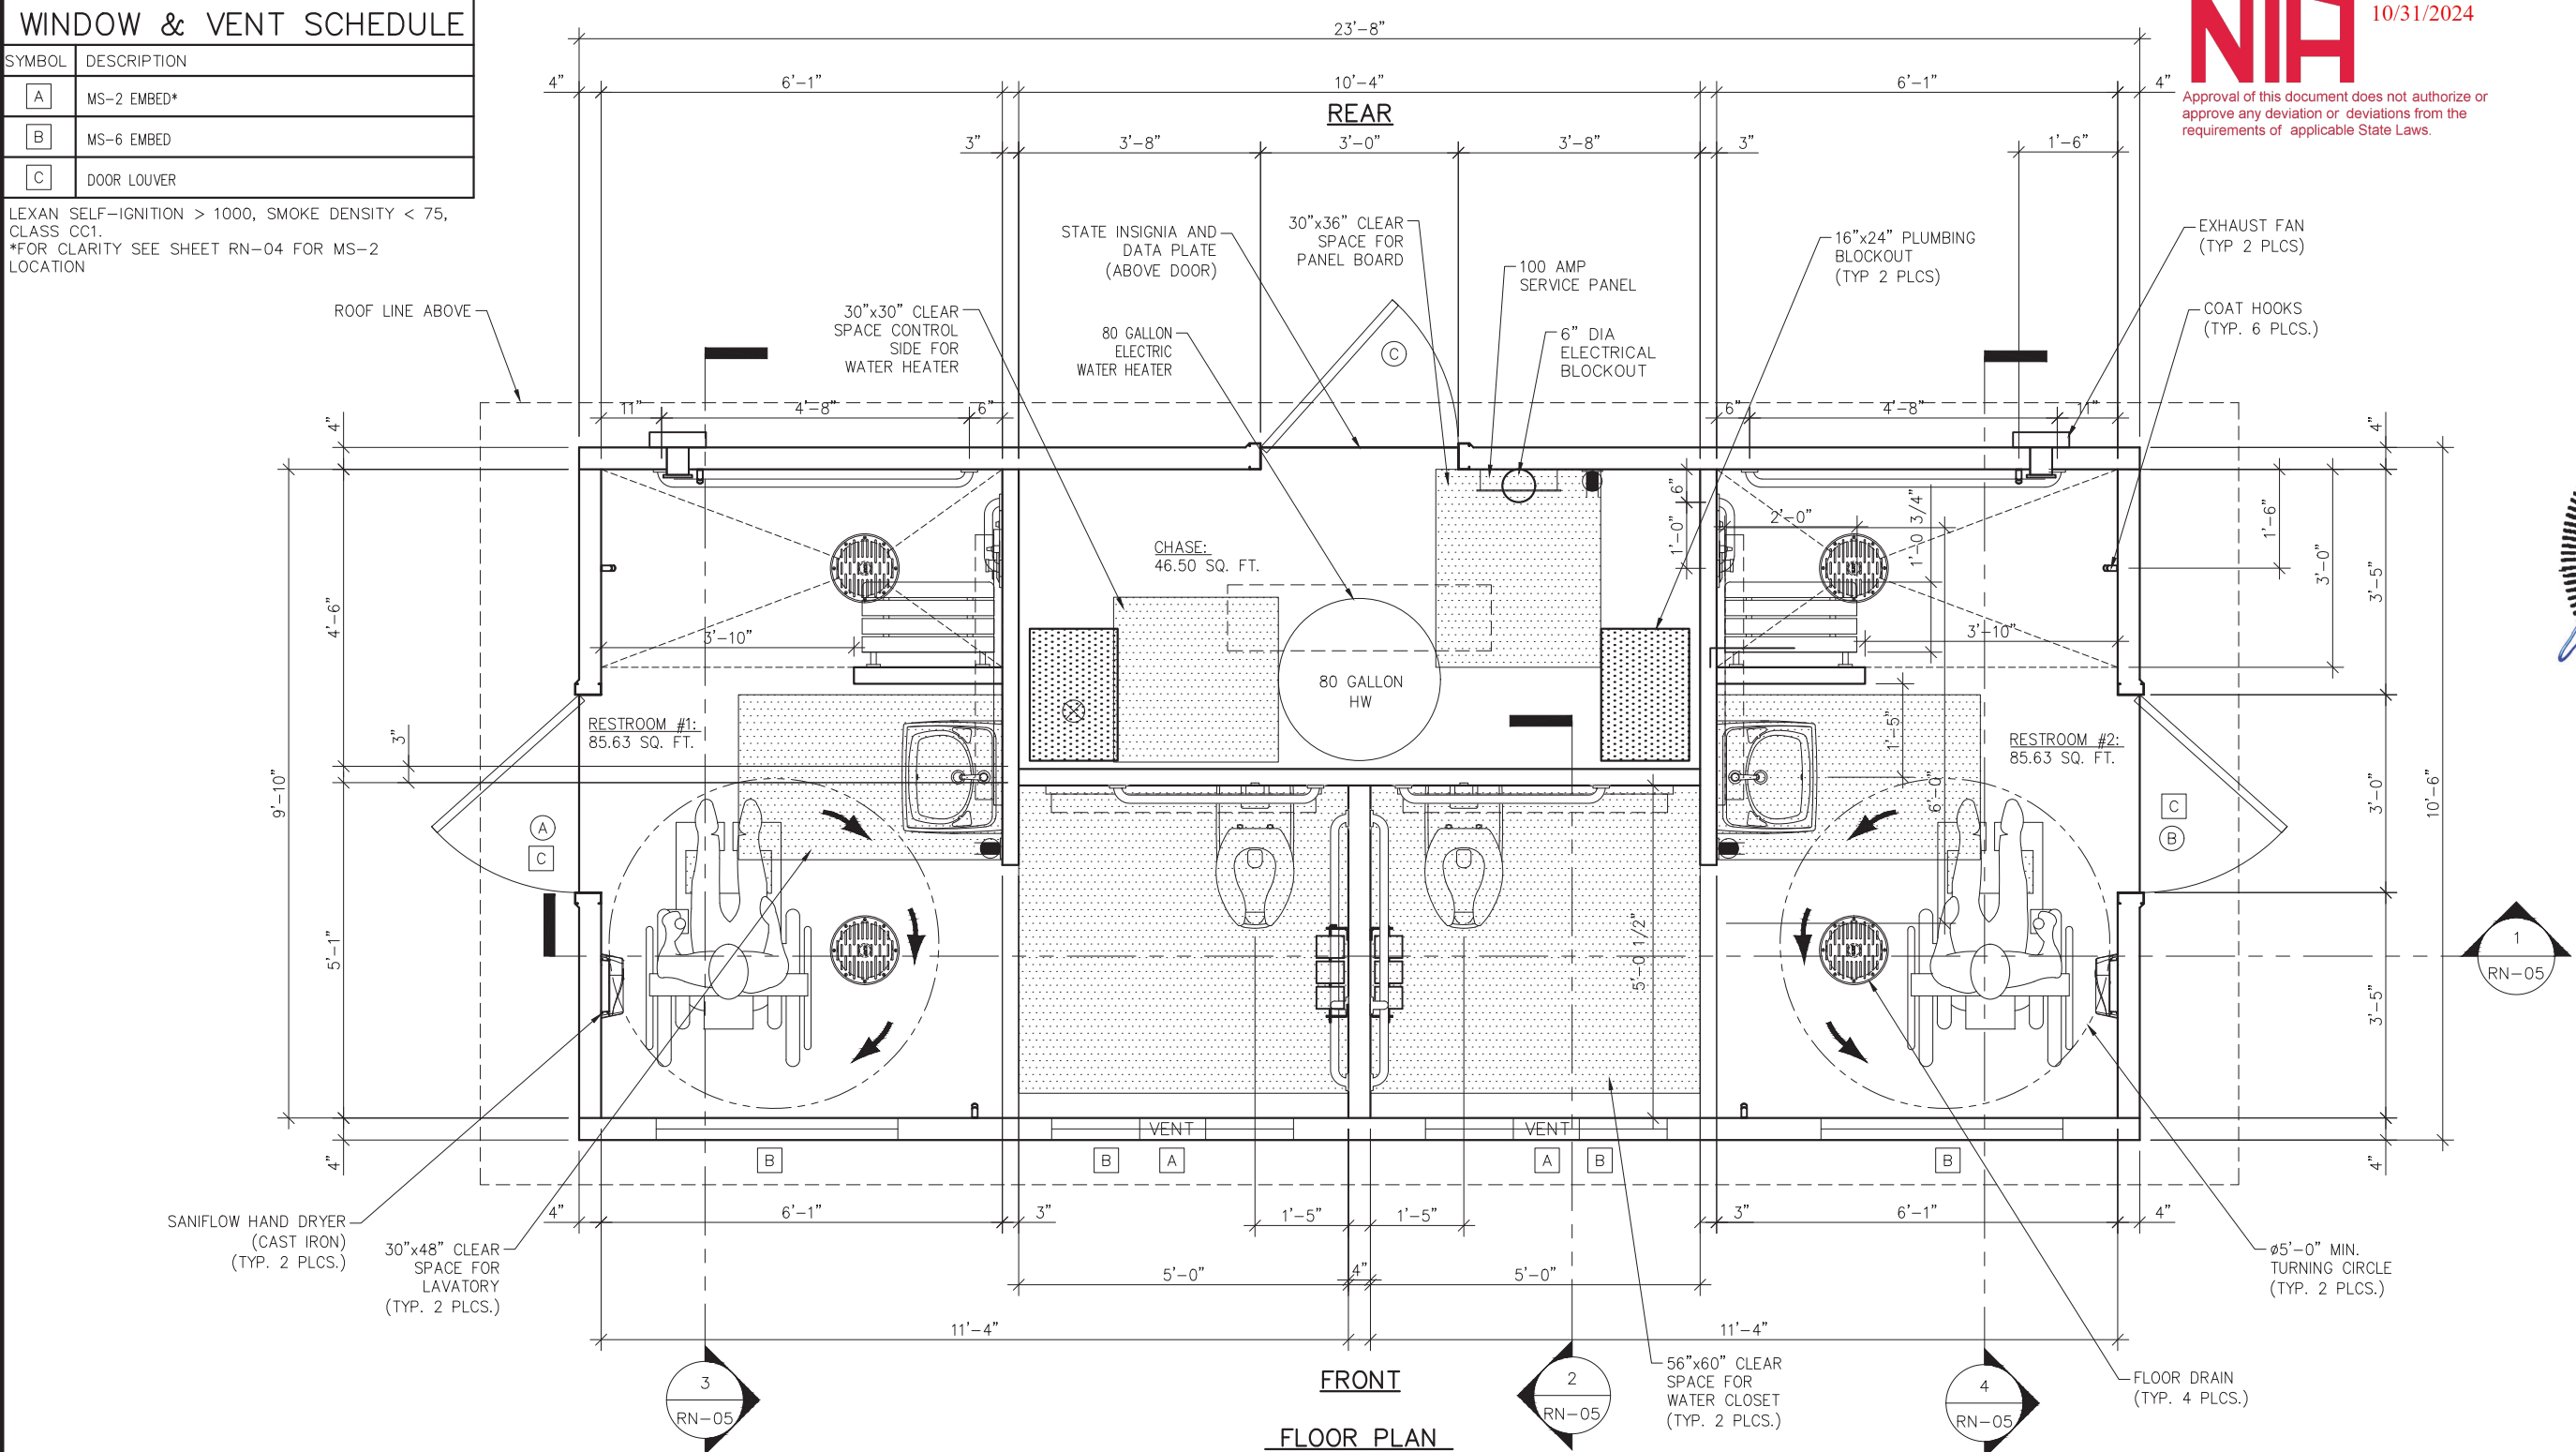 WINDOW & VENT SCHEDULE
SYMBOL DESCRIPTION
A MS-2 EMBED*
B MS-6 EMBED
C DOOR LOUVER
LEXAN SELF-IGNITION > 1000, SMOKE DENSITY < 75,
CLASS CC1.
*FOR CLARITY SEE SHEET RN-04 FOR MS-2
LOCATION
10/31/2024
Approval of this document does not authorize or
approve any deviation or deviations from the
requirements of applicable State Laws.
23'-8"
4" 6'-1" 10'-4" 6'-1" 4"
REAR
3" 3'-8" 3'-0" 3'-8" 3" 1'-6"
ROOF LINE ABOVE
30"x30" CLEAR
SPACE CONTROL
SIDE FOR
WATER HEATER
STATE INSIGNIA AND
DATA PLATE
(ABOVE DOOR)
80 GALLON
ELECTRIC
WATER HEATER
30"x36" CLEAR
SPACE FOR
PANEL BOARD
100 AMP
SERVICE PANEL
6" DIA
ELECTRICAL
BLOCKOUT
16"x24" PLUMBING
BLOCKOUT
(TYP 2 PLCS)
EXHAUST FAN
(TYP 2 PLCS)
COAT HOOKS
(TYP. 6 PLCS.)
C
11" 4'-8" 6" 6" 4'-8" 11"
4" 4"
4'-6"
3"
9'-10"
5'-1"
4"
3'-10"
CHASE:
46.50 SQ. FT.
6"
1'-0"
2'-0"
1'-0 3/4"
3'-10"
1'-6"
3'-0"
3'-5"
80 GALLON
HW
RESTROOM #1:
85.63 SQ. FT.
1'-5"
6'-0"
RESTROOM #2:
85.63 SQ. FT.
3'-0"
10'-6"
A
C
C
B
5'-0 1/2"
3'-5"
1
RN-05
4"
VENT VENT
B B A A B B
4" 6'-1" 3" 1'-5" 1'-5" 3" 6'-1" 4"
SANIFLOW HAND DRYER
(CAST IRON)
(TYP. 2 PLCS.)
30"x48" CLEAR
SPACE FOR
LAVATORY
(TYP. 2 PLCS.)
5'-0" 4" 5'-0"
ø5'-0" MIN.
TURNING CIRCLE
(TYP. 2 PLCS.)
11'-4" 11'-4"
56"x60" CLEAR
SPACE FOR
WATER CLOSET
(TYP. 2 PLCS.)
FLOOR DRAIN
(TYP. 4 PLCS.)
3
RN-05
2
RN-05
4
RN-05
FRONT
FLOOR PLAN